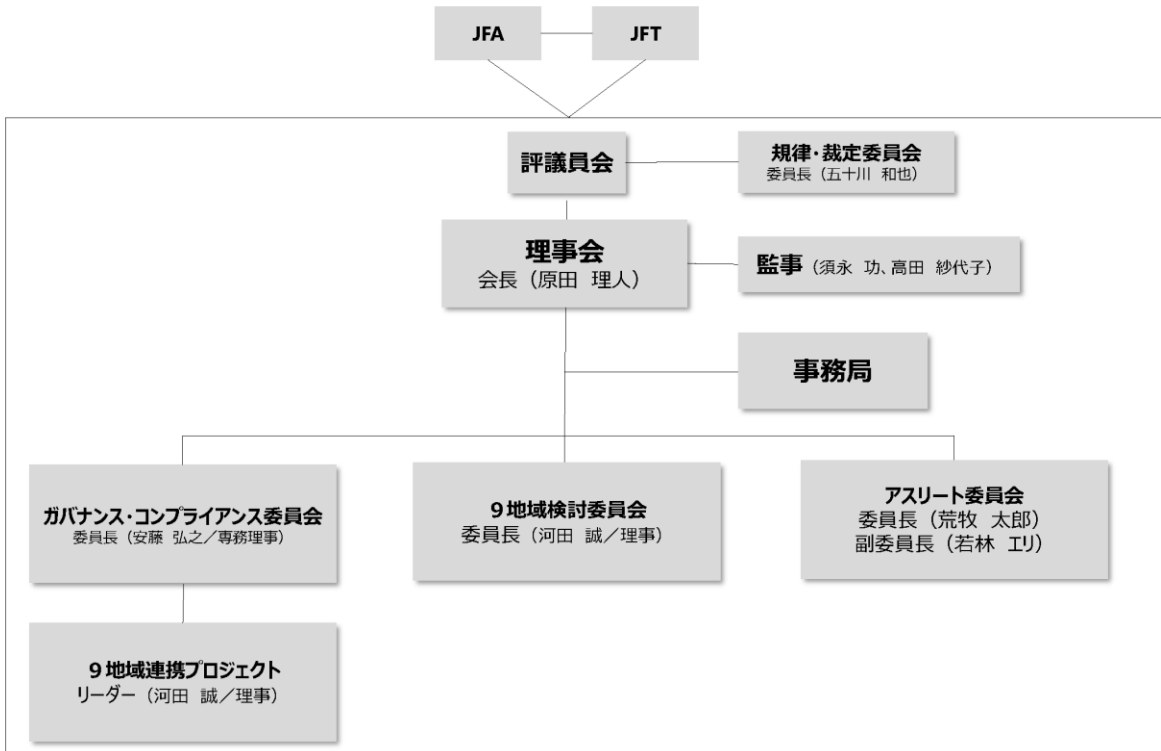 JFA
JFT
評議員会
規律・裁定委員会
委員長（五十川 和也）
理事会
会長（原田 理人）
監事（須永 功、高田 紗代子）
事務局
ガバナンス・コンプライアンス委員会
委員長（安藤 弘之／専務理事）
９地域検討委員会
委員長（河田 誠／理事）
アスリート委員会
委員長（荒牧 太郎）
副委員長（若林 エリ）
９地域連携プロジェクト
リーダー（河田 誠／理事）